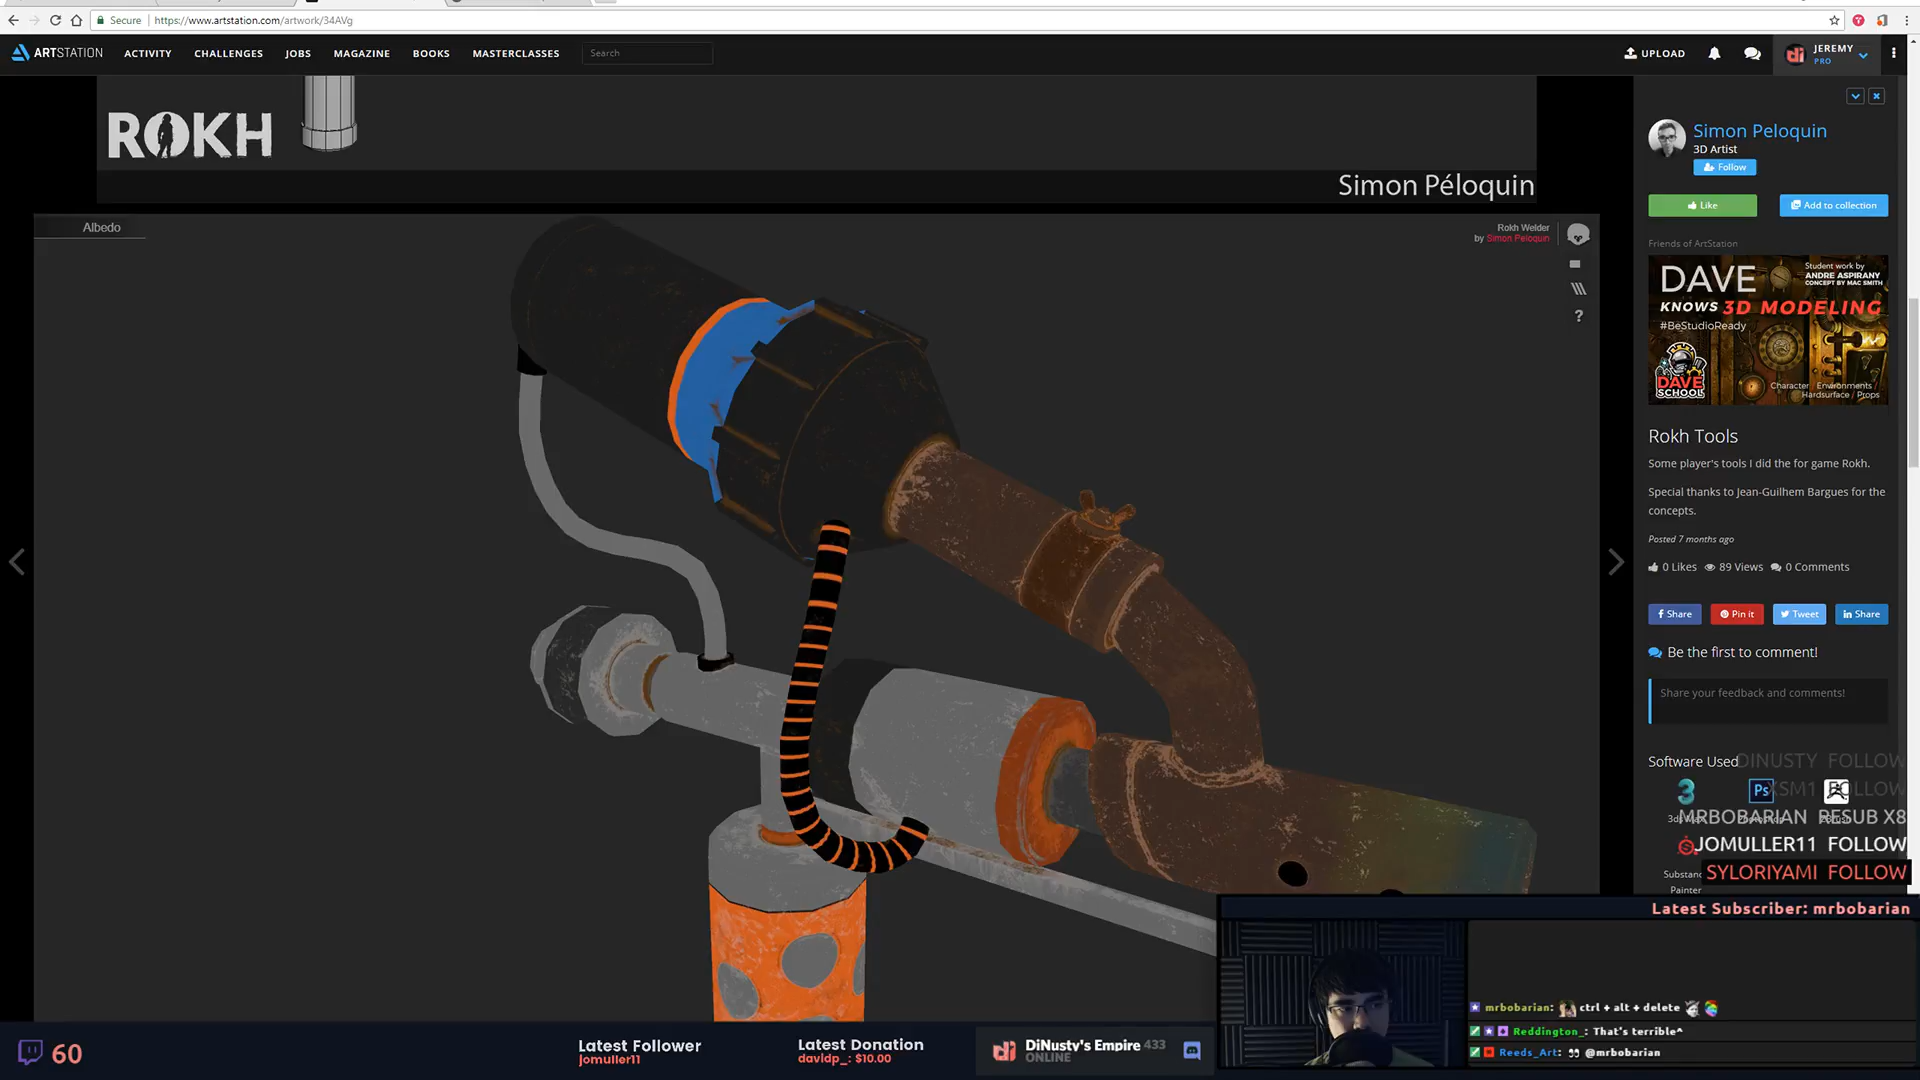 Secure https://www.artstation.com/artwork/34AVg
ARTSTATION ACTIVITY CHALLENGES JOBS MAGAZINE BOOKS MASTERCLASSES Search UPLOAD JEREMY
PRO
ROKH
Simon Péloquin
Simon Peloquin
3D Artist
Follow
Like Add to collection
Albedo
Rokh Welder
by Simon Peloquin
?
Friends of ArtStation
DAVE
Student work by
ANDRE ASPIRANY
CONCEPT BY MAC SMITH
KNOWS 3D MODELING
#BeStudioReady
DAVE
SCHOOL
Character / Environments /
Hardsurface / Props
Rokh Tools
Some player's tools I did the for game Rokh.
Special thanks to Jean-Guilhem Bargues for the
concepts.
Posted 7 months ago
0 Likes 89 Views 0 Comments
Share Pin it Tweet Share
Be the first to comment!
Share your feedback and comments!
Software Used
DINUSTY FOLLOW
XSM1 FOLLOW
Ps
MRBOBARIAN RESUB X8
JOMULLER11 FOLLOW
SYLORIYAMI FOLLOW
Painter
Latest Subscriber: mrbobarian
mrbobarian: ctrl + alt + delete
Reddington_: That's terrible^
Reeds_Art: @mrbobarian
60
Latest Follower
jomuller11
Latest Donation
davidp_: $10.00
di DiNusty's Empire 433
ONLINE